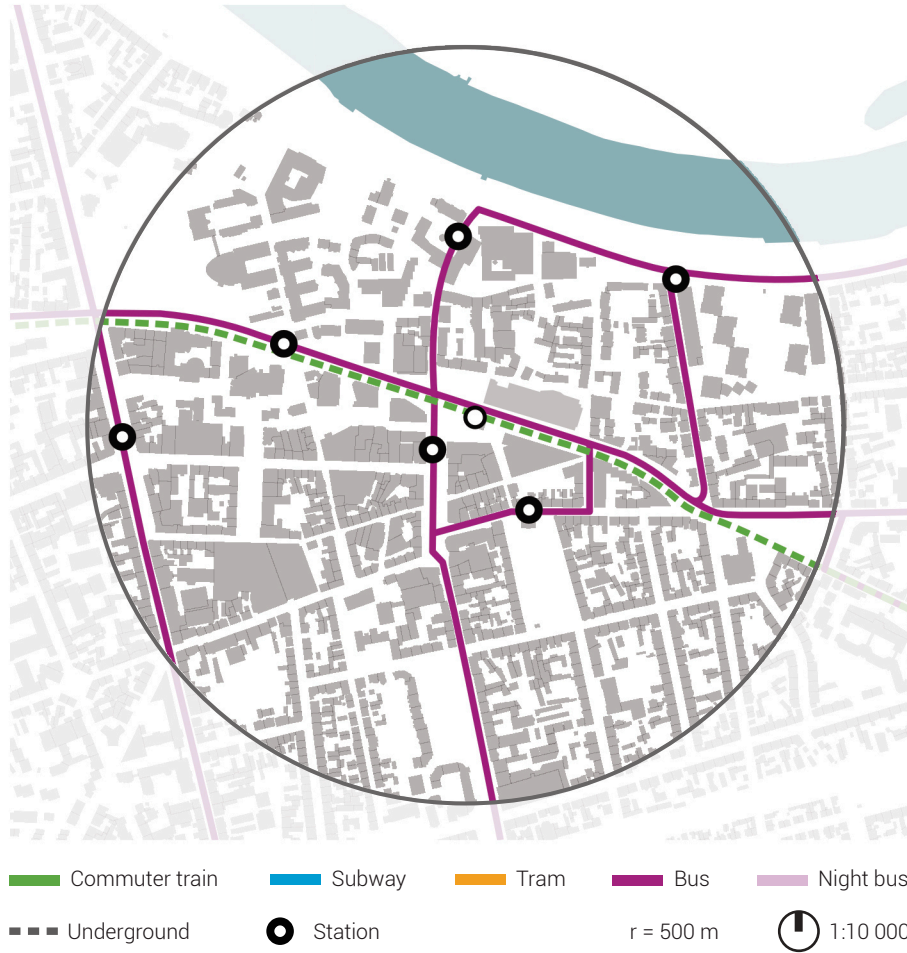 Commuter train Subway Tram Bus Night bus
Underground Station r = 500 m 1:10 000